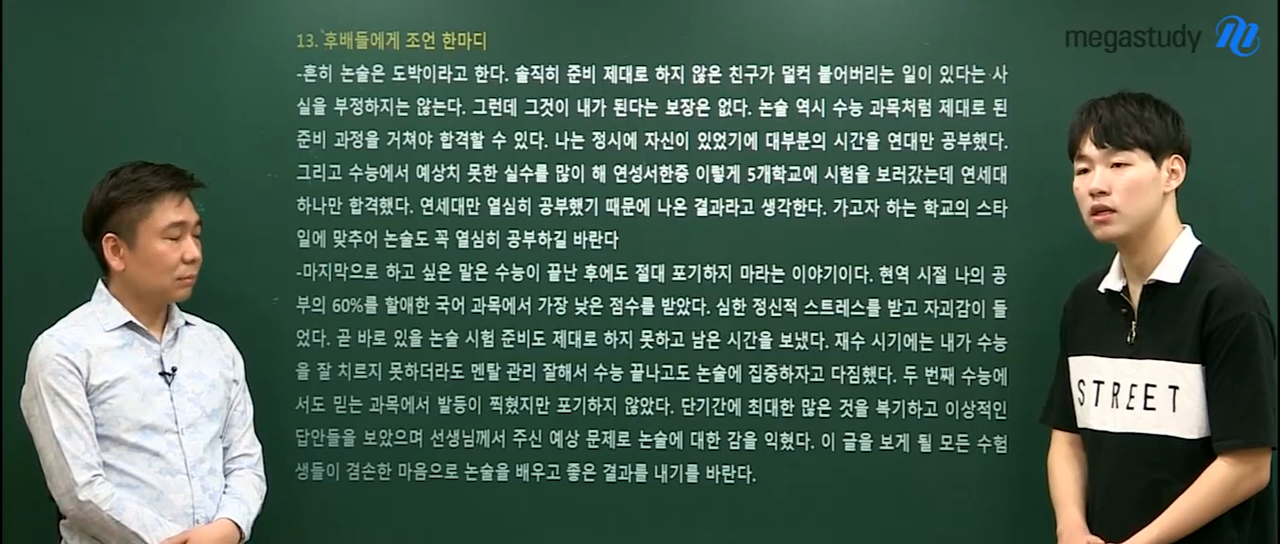 megastudy
13. 후배들에게 조언 한마디
-흔히 논술은 도박이라고 한다. 솔직히 준비 제대로 하지 않은 친구가 덜컥 붙어버리는 일이 있다는 사
실을 부정하지는 않는다. 그런데 그것이 내가 된다는 보장은 없다. 논술 역시 수능 과목처럼 제대로 된
준비 과정을 거쳐야 합격할 수 있다. 나는 정시에 자신이 있었기에 대부분의 시간을 연대만 공부했다.
그리고 수능에서 예상치 못한 실수를 많이 해 연성서한중 이렇게 5개학교에 시험을 보러갔는데 연세대
하나만 합격했다. 연세대만 열심히 공부했기 때문에 나온 결과라고 생각한다. 가고자 하는 학교의 스타
일에 맞추어 논술도 꼭 열심히 공부하길 바란다
-마지막으로 하고 싶은 말은 수능이 끝난 후에도 절대 포기하지 마라는 이야기이다. 현역 시절 나의 공
부의 60%를 할애한 국어 과목에서 가장 낮은 점수를 받았다. 심한 정신적 스트레스를 받고 자괴감이 들
었다. 곧 바로 있을 논술 시험 준비도 제대로 하지 못하고 남은 시간을 보냈다. 재수 시기에는 내가 수능
을 잘 치르지 못하더라도 멘탈 관리 잘해서 수능 끝나고도 논술에 집중하자고 다짐했다. 두 번째 수능에
서도 믿는 과목에서 발등이 찍혔지만 포기하지 않았다. 단기간에 최대한 많은 것을 복기하고 이상적인
답안들을 보았으며 선생님께서 주신 예상 문제로 논술에 대한 감을 익혔다. 이 글을 보게 될 모든 수험
생들이 겸손한 마음으로 논술을 배우고 좋은 결과를 내기를 바란다.
STREET